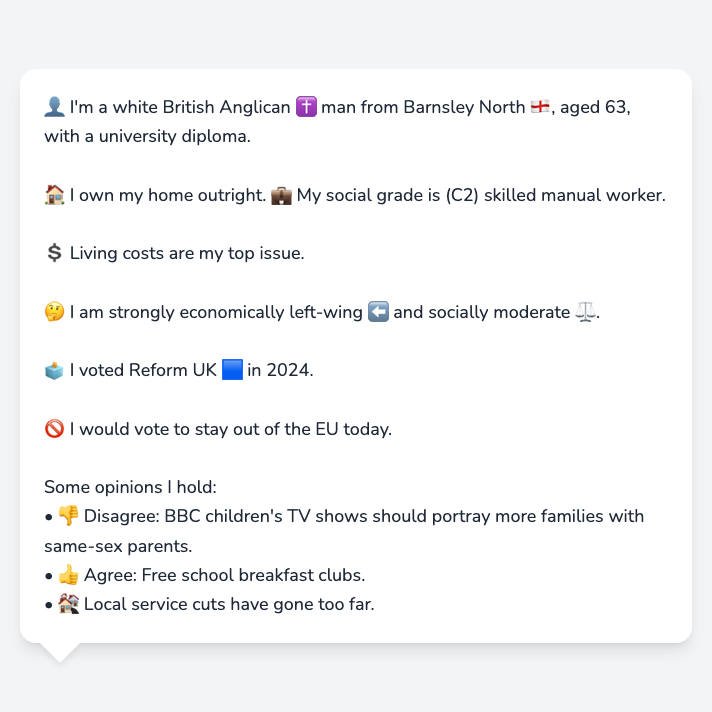 👤 I'm a white British Anglican ✝️ man from Barnsley North 🏴󠁧󠁢󠁥󠁮󠁧󠁿, aged 63,
with a university diploma.
🏠 I own my home outright. 💼 My social grade is (C2) skilled manual worker.
💲 Living costs are my top issue.
🤔 I am strongly economically left-wing ⬅️ and socially moderate ⚖️.
🗳️ I voted Reform UK 🟦 in 2024.
🚫 I would vote to stay out of the EU today.
Some opinions I hold:
• 👎 Disagree: BBC children's TV shows should portray more families with
same-sex parents.
• 👍 Agree: Free school breakfast clubs.
• 🏚️ Local service cuts have gone too far.